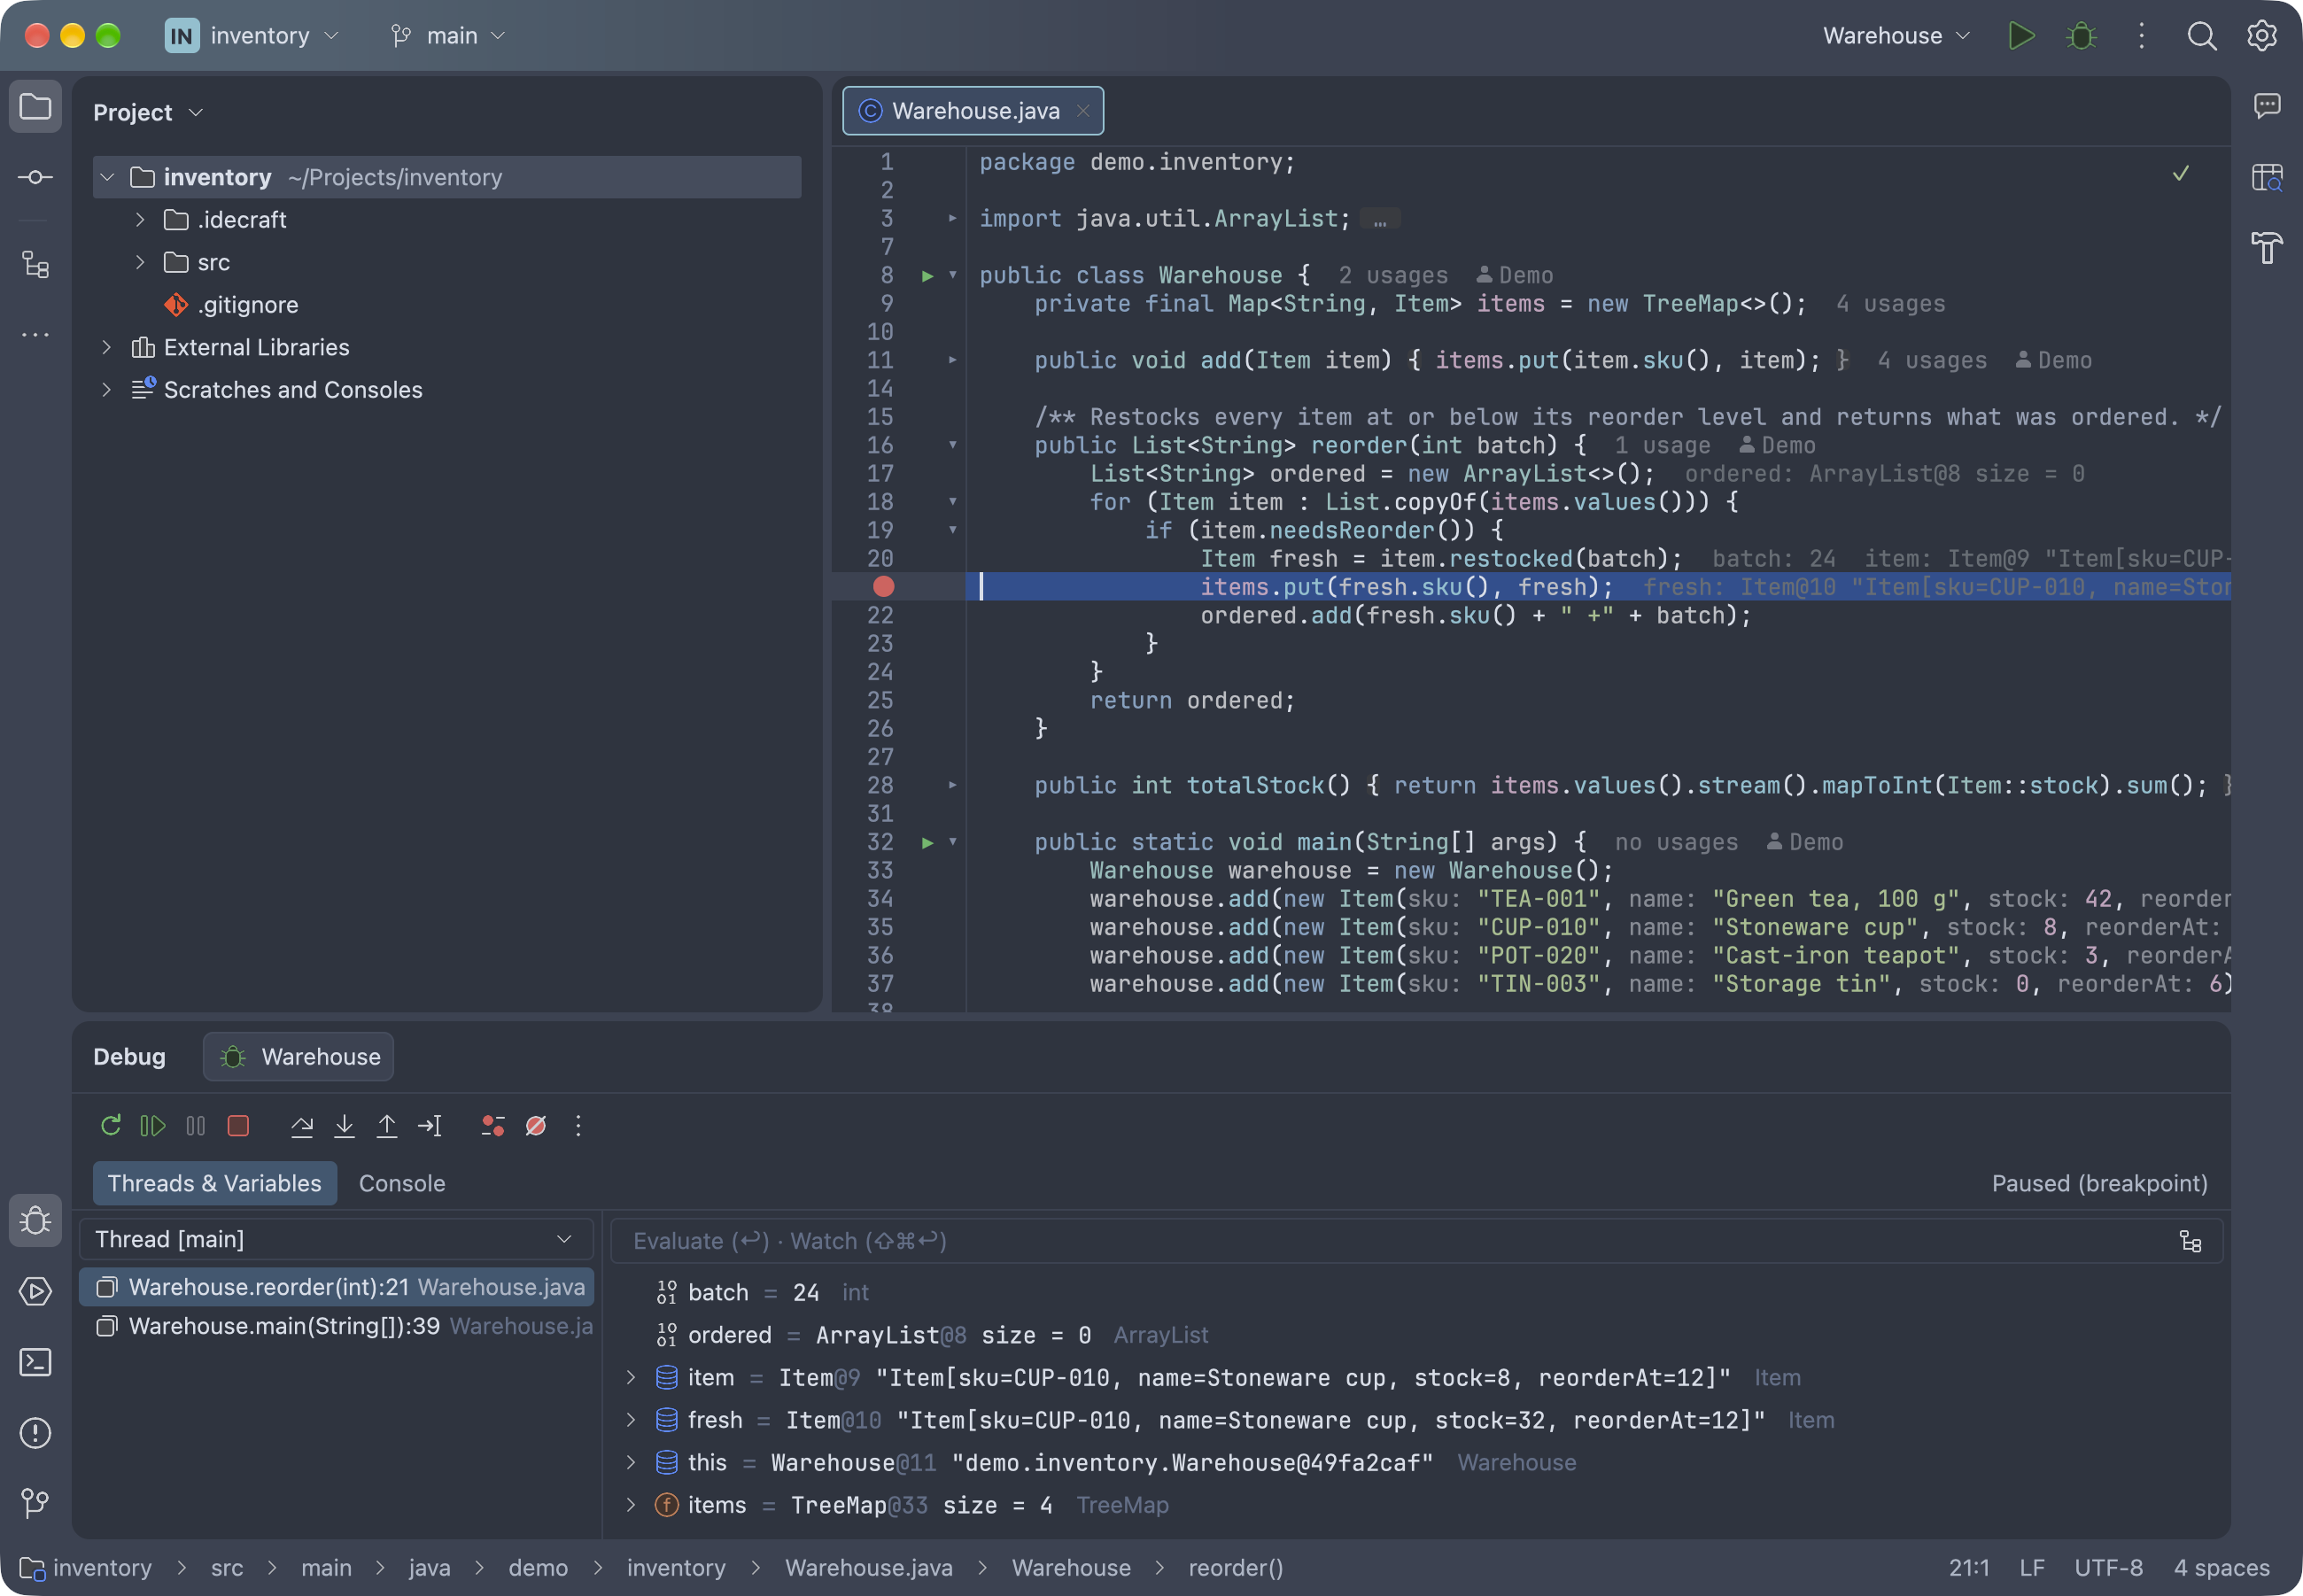 IN inventory main Warehouse
Project
inventory ~/Projects/inventory
.idecraft
src
.gitignore
External Libraries
Scratches and Consoles
Warehouse.java
1 package demo.inventory;
2
3 import java.util.ArrayList; ...
7
8 public class Warehouse { 2 usages Demo
9 private final Map<String, Item> items = new TreeMap<>(); 4 usages
10
11 public void add(Item item) { items.put(item.sku(), item); } 4 usages Demo
14
15 /** Restocks every item at or below its reorder level and returns what was ordered. */
16 public List<String> reorder(int batch) { 1 usage Demo
17 List<String> ordered = new ArrayList<>(); ordered: ArrayList@8 size = 0
18 for (Item item : List.copyOf(items.values())) {
19 if (item.needsReorder()) {
20 Item fresh = item.restocked(batch); batch: 24 item: Item@9 "Item[sku=CUP-
items.put(fresh.sku(), fresh); fresh: Item@10 "Item[sku=CUP-010, name=Ston
22 ordered.add(fresh.sku() + " +" + batch);
23 }
24 }
25 return ordered;
26 }
27
28 public int totalStock() { return items.values().stream().mapToInt(Item::stock).sum(); }
31
32 public static void main(String[] args) { no usages Demo
33 Warehouse warehouse = new Warehouse();
34 warehouse.add(new Item(sku: "TEA-001", name: "Green tea, 100 g", stock: 42, reorder
35 warehouse.add(new Item(sku: "CUP-010", name: "Stoneware cup", stock: 8, reorderAt:
36 warehouse.add(new Item(sku: "POT-020", name: "Cast-iron teapot", stock: 3, reorderA
37 warehouse.add(new Item(sku: "TIN-003", name: "Storage tin", stock: 0, reorderAt: 6)
38
Debug Warehouse
Threads & Variables Console Paused (breakpoint)
Thread [main]
Evaluate (↩) · Watch (⇧⌘↩)
Warehouse.reorder(int):21 Warehouse.java
Warehouse.main(String[]):39 Warehouse.ja
batch = 24 int
ordered = ArrayList@8 size = 0 ArrayList
item = Item@9 "Item[sku=CUP-010, name=Stoneware cup, stock=8, reorderAt=12]" Item
fresh = Item@10 "Item[sku=CUP-010, name=Stoneware cup, stock=32, reorderAt=12]" Item
this = Warehouse@11 "demo.inventory.Warehouse@49fa2caf" Warehouse
items = TreeMap@33 size = 4 TreeMap
inventory > src > main > java > demo > inventory > Warehouse.java > Warehouse > reorder() 21:1 LF UTF-8 4 spaces